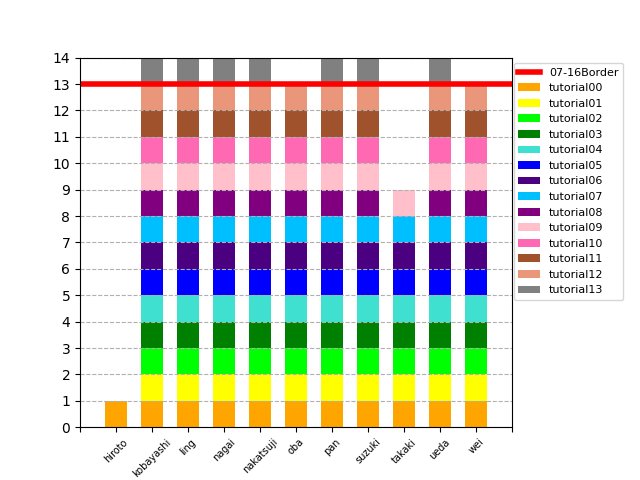 14
13
12
11
10
9
8
7
6
5
4
3
2
1
0
hiroto
kobayashi
ling
nagai
nakatsuji
oba
pan
suzuki
takaki
ueda
wei
07-16Border
tutorial00
tutorial01
tutorial02
tutorial03
tutorial04
tutorial05
tutorial06
tutorial07
tutorial08
tutorial09
tutorial10
tutorial11
tutorial12
tutorial13